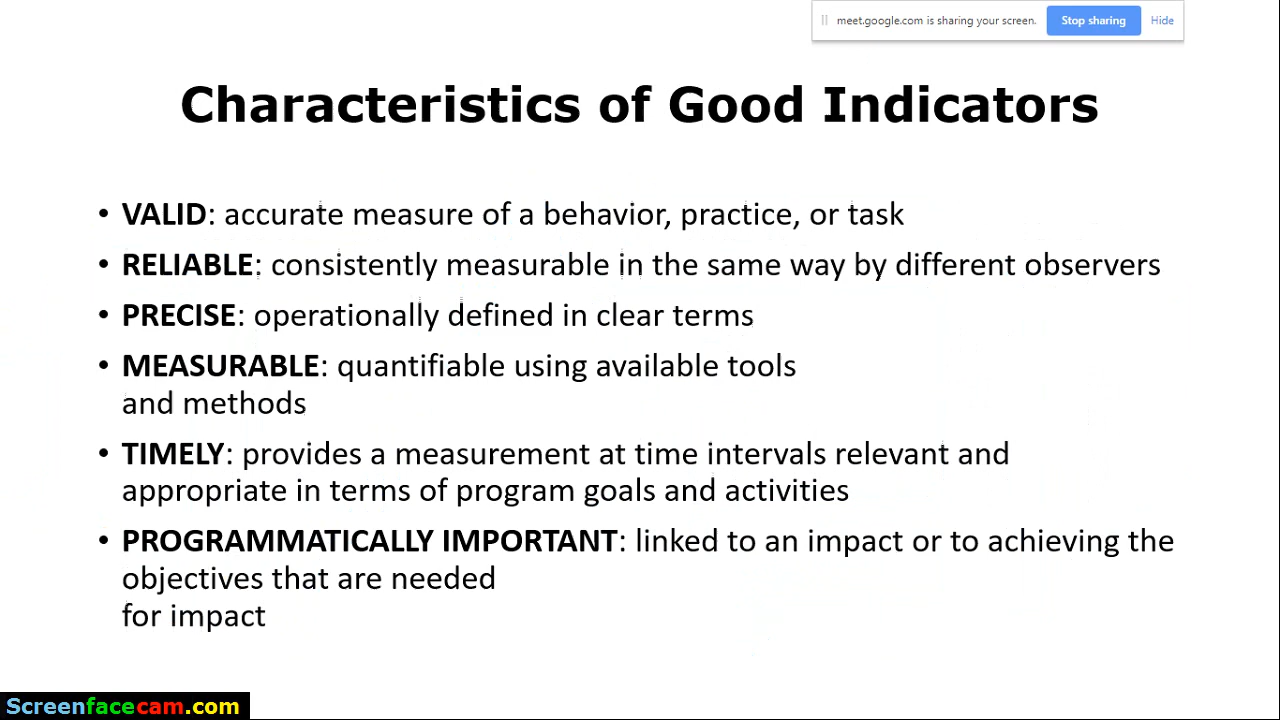 meet.google.com is sharing your screen. Stop sharing Hide
Characteristics of Good Indicators
• VALID: accurate measure of a behavior, practice, or task
• RELIABLE: consistently measurable in the same way by different observers
• PRECISE: operationally defined in clear terms
• MEASURABLE: quantifiable using available tools
and methods
• TIMELY: provides a measurement at time intervals relevant and
appropriate in terms of program goals and activities
• PROGRAMMATICALLY IMPORTANT: linked to an impact or to achieving the
objectives that are needed
for impact
Screenfacecam.com